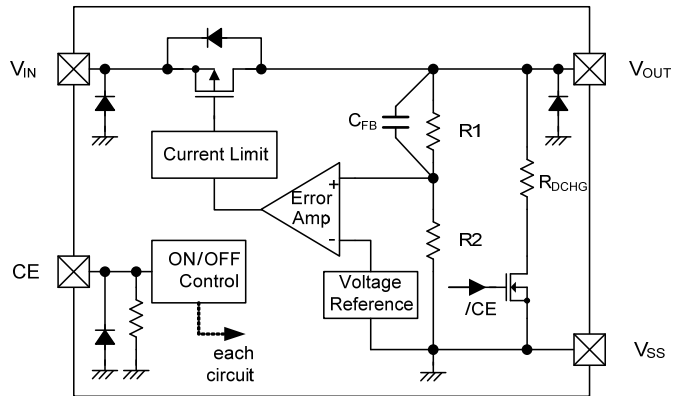 VIN
VOUT
CFB
R1
Current Limit
RDCHG
+
Error
Amp
-
R2
CE
ON/OFF
Control
Voltage
Reference
/CE
each
circuit
VSS